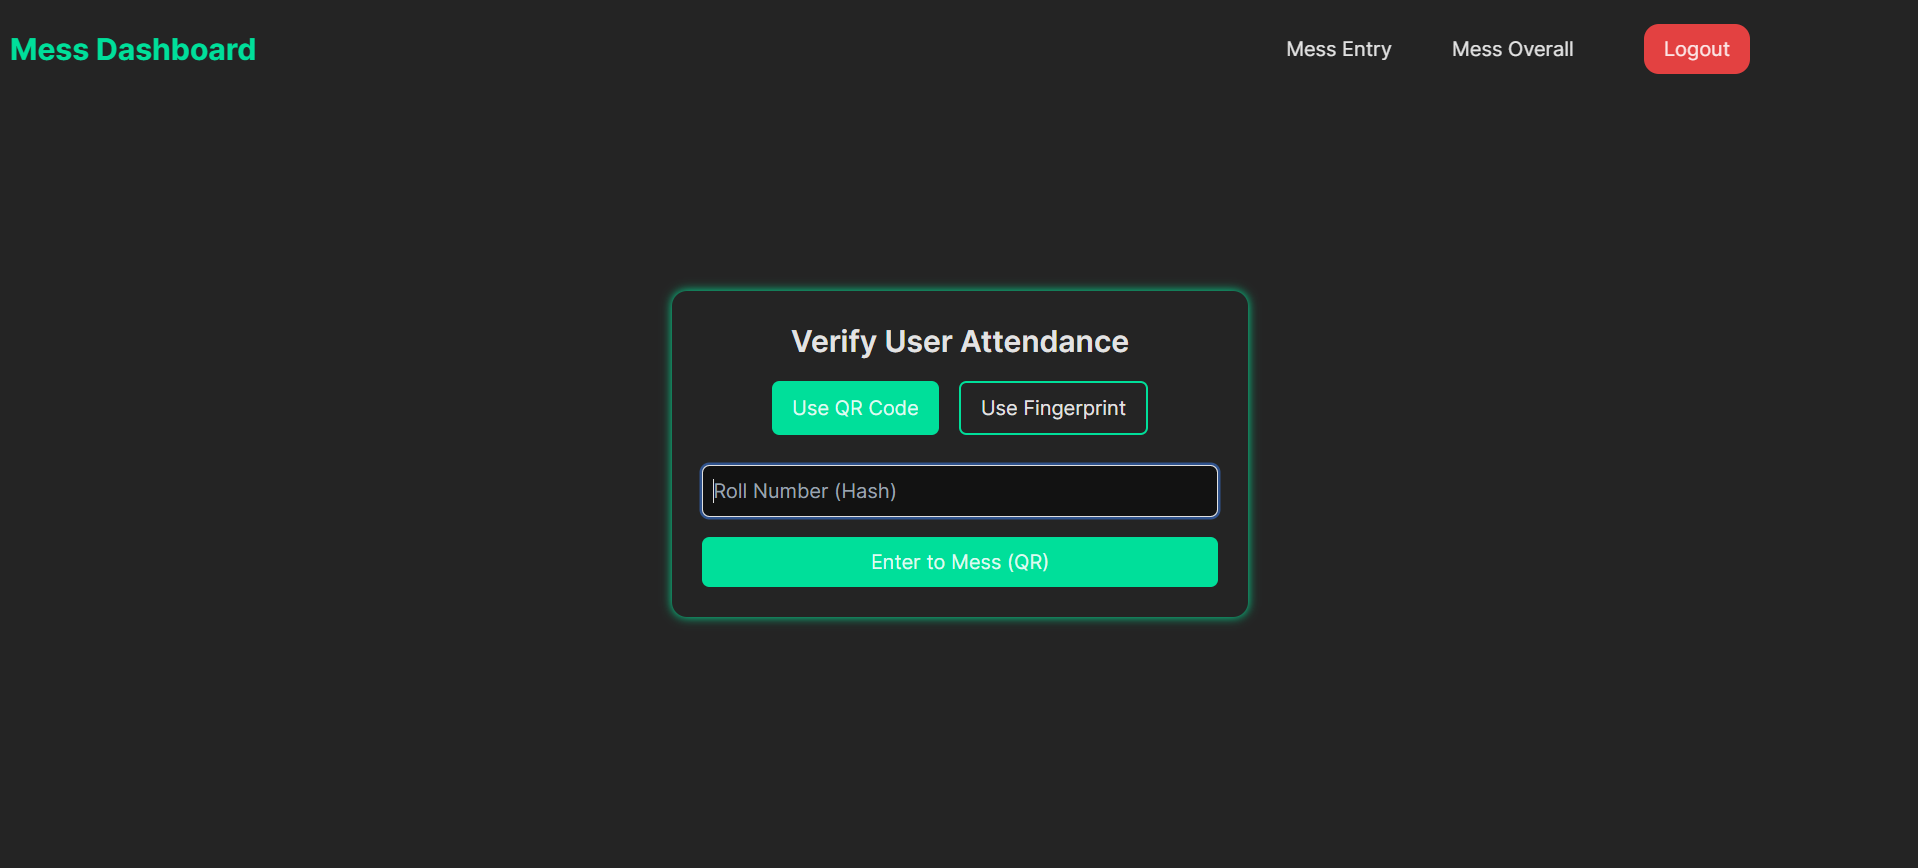 Mess Dashboard
Mess Entry
Mess Overall
Logout
Verify User Attendance
Use QR Code
Use Fingerprint
Roll Number (Hash)
Enter to Mess (QR)